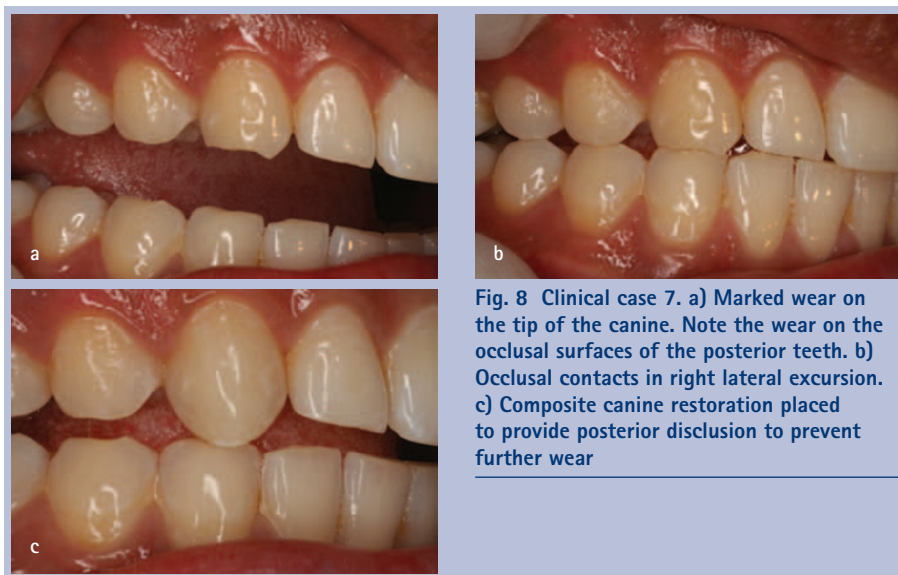 a
b
c
Fig. 8 Clinical case 7. a) Marked wear on
the tip of the canine. Note the wear on the
occlusal surfaces of the posterior teeth. b)
Occlusal contacts in right lateral excursion.
c) Composite canine restoration placed
to provide posterior disclusion to prevent
further wear